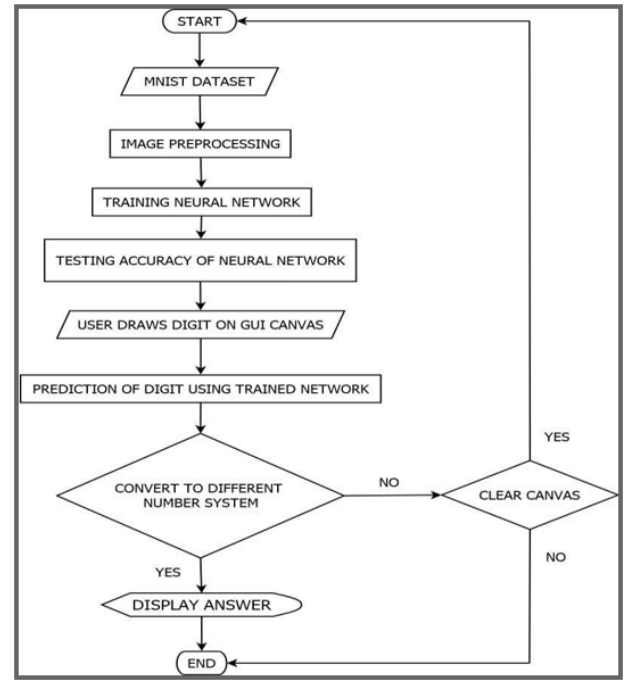 START
MNIST DATASET
IMAGE PREPROCESSING
TRAINING NEURAL NETWORK
TESTING ACCURACY OF NEURAL NETWORK
USER DRAWS DIGIT ON GUI CANVAS
PREDICTION OF DIGIT USING TRAINED NETWORK
CONVERT TO DIFFERENT
NUMBER SYSTEM
NO
CLEAR CANVAS
YES
NO
YES
DISPLAY ANSWER
END